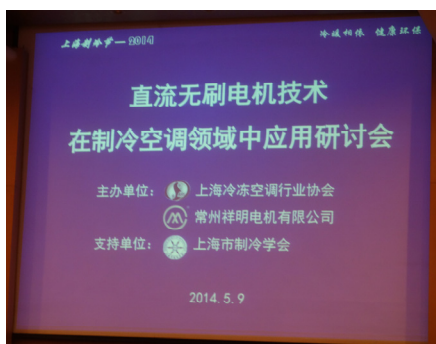 上海制冷节—2014
冷暖相依 健康环保
直流无刷电机技术
在制冷空调领域中应用研讨会
主办单位： 上海冷冻空调行业协会
常州祥明电机有限公司
支持单位： 上海市制冷学会
2014.5.9